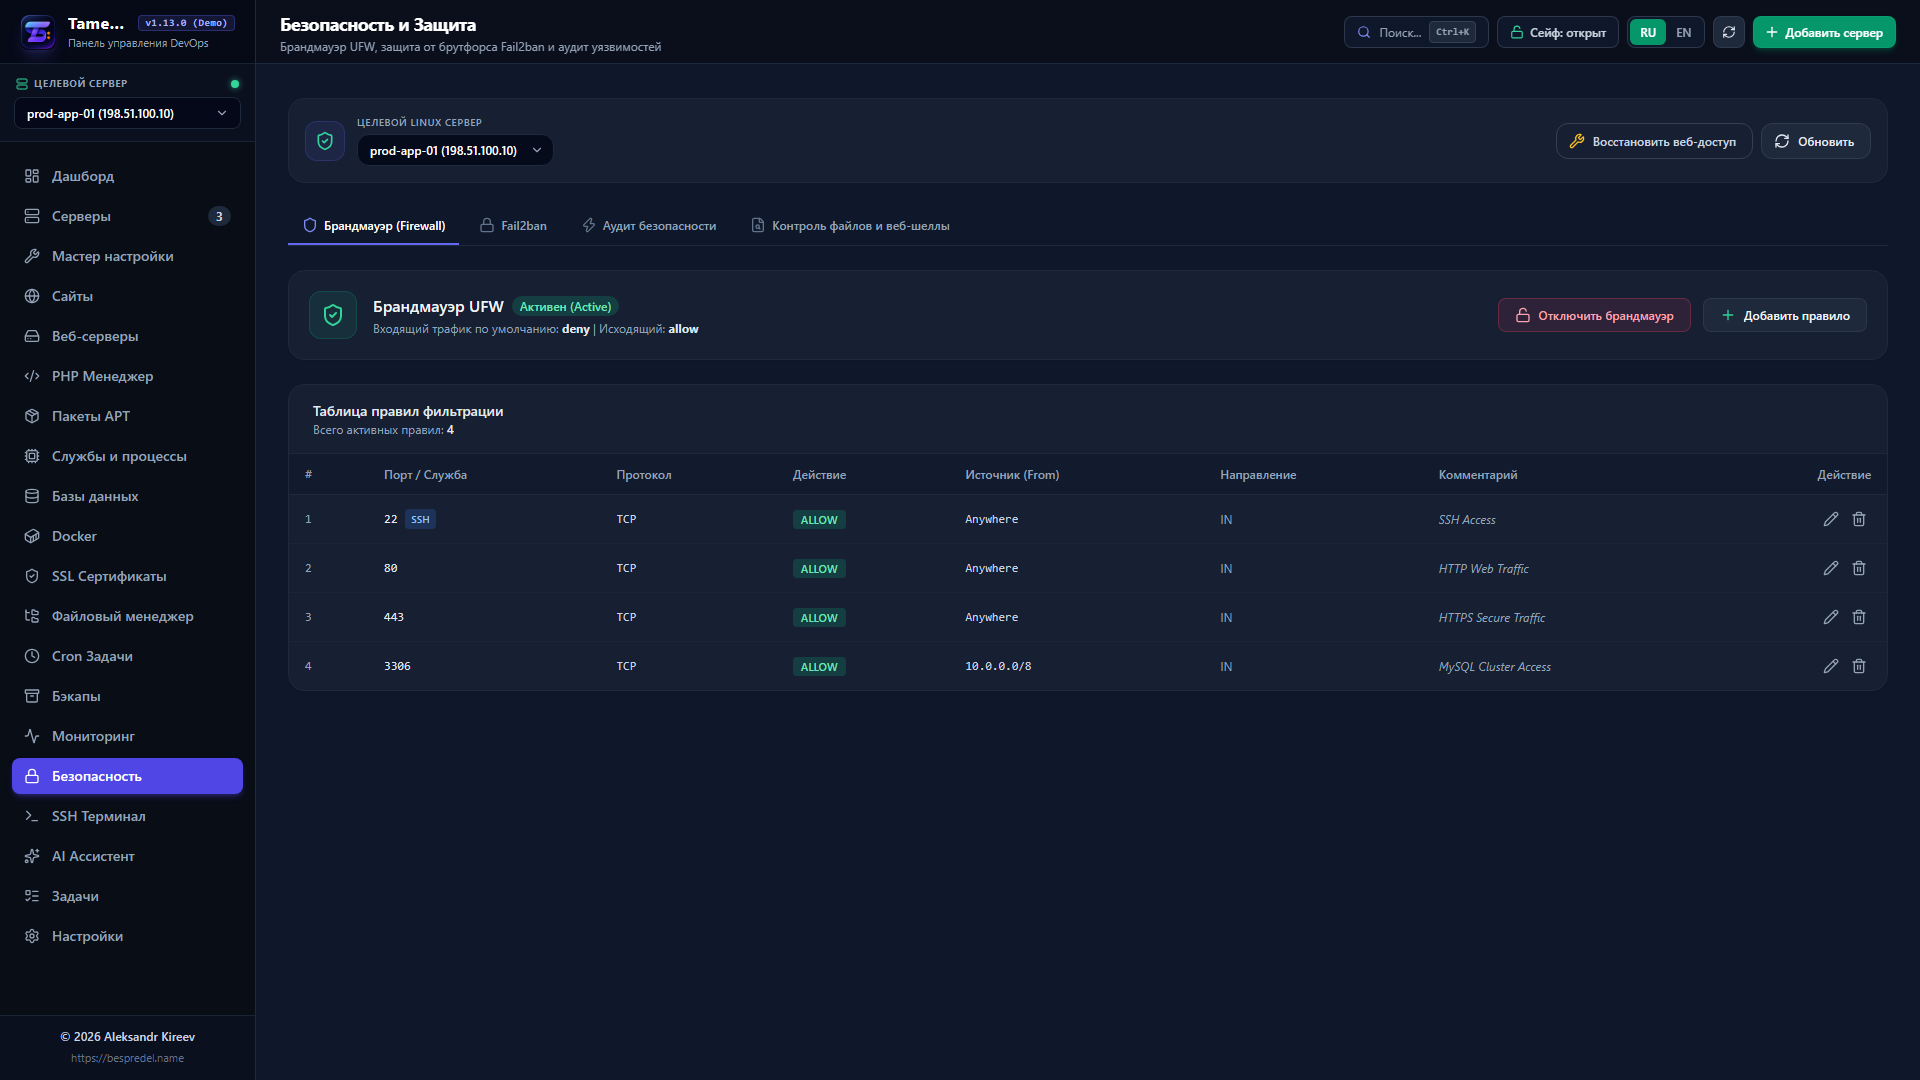 Tame... v1.13.0 (Demo)
Панель управления DevOps
ЦЕЛЕВОЙ СЕРВЕР
prod-app-01 (198.51.100.10)
Дашборд
Серверы 3
Мастер настройки
Сайты
Веб-серверы
PHP Менеджер
Пакеты APT
Службы и процессы
Базы данных
Docker
SSL Сертификаты
Файловый менеджер
Cron Задачи
Бэкапы
Мониторинг
Безопасность
SSH Терминал
AI Ассистент
Задачи
Настройки
© 2026 Aleksandr Kireev
https://bespredel.name
Безопасность и Защита
Брандмауэр UFW, защита от брутфорса Fail2ban и аудит уязвимостей
Поиск... Ctrl+K
Сейф: открыт
RU EN
Добавить сервер
ЦЕЛЕВОЙ LINUX СЕРВЕР
prod-app-01 (198.51.100.10)
Восстановить веб-доступ
Обновить
Брандмауэр (Firewall)
Fail2ban
Аудит безопасности
Контроль файлов и веб-шеллы
Брандмауэр UFW Активен (Active)
Входящий трафик по умолчанию: deny | Исходящий: allow
Отключить брандмауэр
Добавить правило
Таблица правил фильтрации
Всего активных правил: 4
# Порт / Служба Протокол Действие Источник (From) Направление Комментарий Действие
1 22 SSH TCP ALLOW Anywhere IN SSH Access
2 80 TCP ALLOW Anywhere IN HTTP Web Traffic
3 443 TCP ALLOW Anywhere IN HTTPS Secure Traffic
4 3306 TCP ALLOW 10.0.0.0/8 IN MySQL Cluster Access